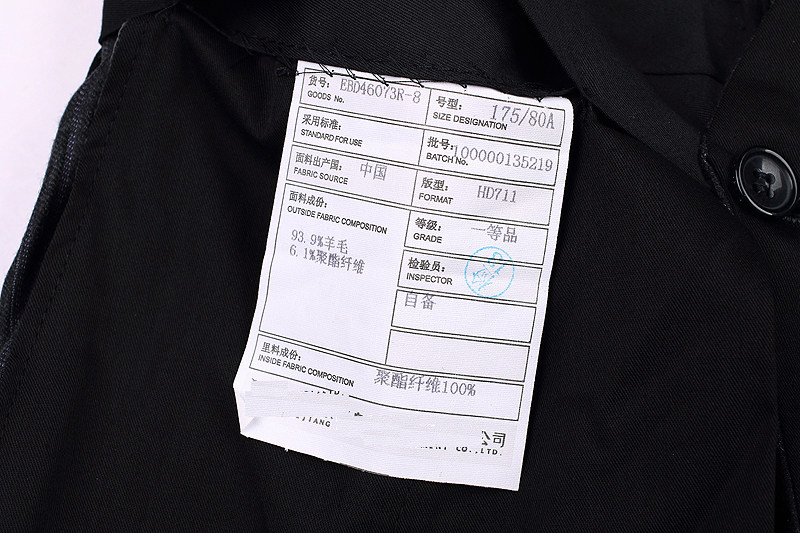 货号: EBD46073R-8
GOODS No.
号型: 175/80A
SIZE DESIGNATION
采用标准:
STANDARD FOR USE
批号: 100000135219
BATCH No.
面料出产国: 中国
FABRIC SOURCE
版型: HD711
FORMAT
面料成份:
OUTSIDE FABRIC COMPOSITION
93.9%羊毛
6.1%聚酯纤维
等级: 一等品
GRADE
检验员:
INSPECTOR
自备
里料成份: 聚酯纤维100%
INSIDE FABRIC COMPOSITION
公司
CO.,LTD.